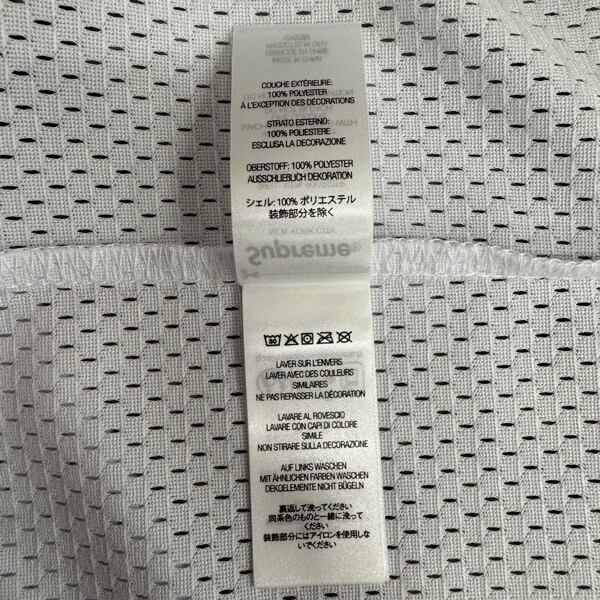 COUCHE EXTÉRIEURE:
100% POLYESTER
À L'EXCEPTION DES DÉCORATIONS
STRATO ESTERNO:
100% POLIESTERE
ESCLUSA LA DECORAZIONE
OBERSTOFF: 100% POLYESTER
AUSSCHLIEBLICH DEKORATION
シェル: 100% ポリエステル
装飾部分を除く
NEW YORK CITY
Supreme®
LAVER SUR L'ENVERS
LAVER AVEC DES COULEURS
SIMILAIRES
NE PAS REPASSER LA DÉCORATION
LAVARE AL ROVESCIO
LAVARE CON CAPI DI COLORE
SIMILE
NON STIRARE SULLA DECORAZIONE
AUF LINKS WASCHEN
MIT ÄHNLICHEN FARBEN WASCHEN
DEKOELEMENTE NICHT BÜGELN
裏返して洗ってください
同系色のものと一緒に洗って
ください
装飾部分にはアイロンを使用しな
いでください